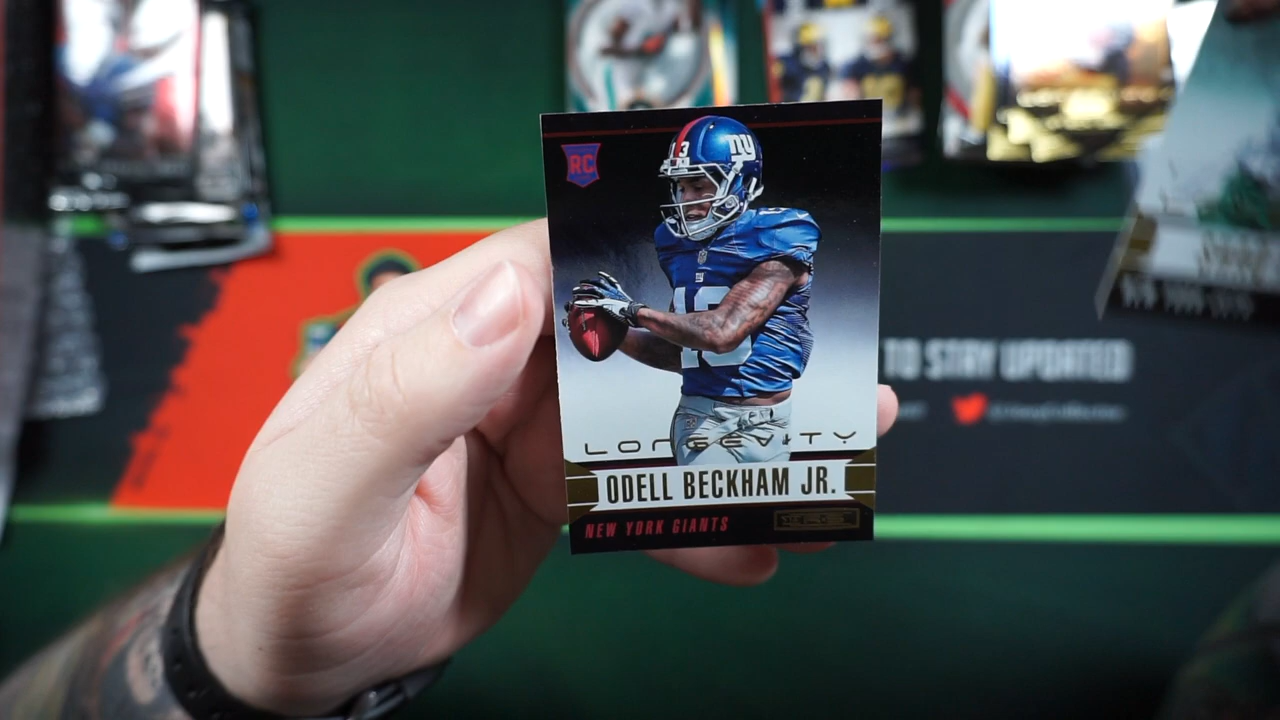 RC
ny
13
LONGEVITY
ODELL BECKHAM JR.
NEW YORK GIANTS
TO STAY UPDATED